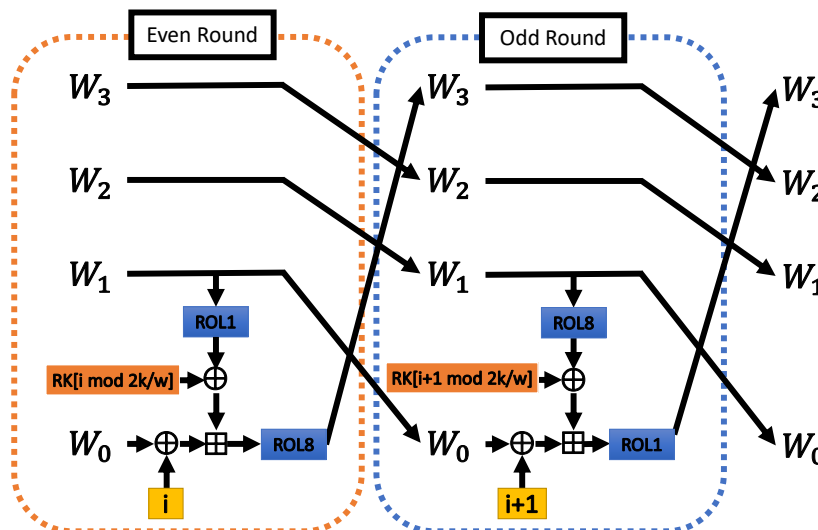 Even Round
Odd Round
W₃
W₃
W₃
W₂
W₂
W₂
W₁
W₁
W₁
ROL1
ROL8
RK[i mod 2k/w]
RK[i+1 mod 2k/w]
W₀
ROL8
W₀
ROL1
W₀
i
i+1